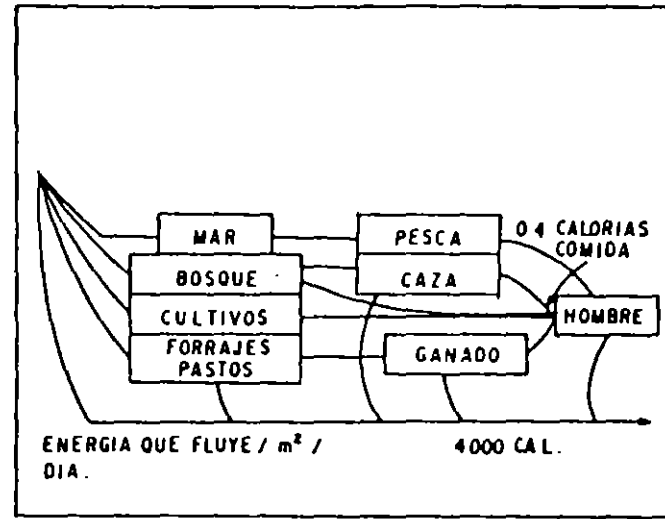 MAR
PESCA
0.4 CALORIAS
COMIDA
BOSQUE
CAZA
CULTIVOS
HOMBRE
FORRAJES
PASTOS
GANADO
ENERGIA QUE FLUYE / m² /
DIA.
4000 CAL.